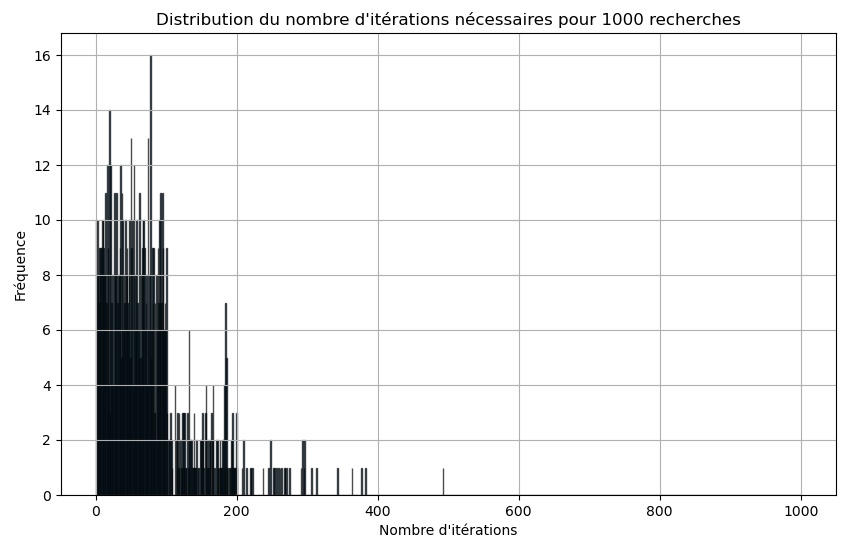 Distribution du nombre d'itérations nécessaires pour 1000 recherches
16
14
12
10
8
6
4
2
0
Fréquence
0 200 400 600 800 1000
Nombre d'itérations